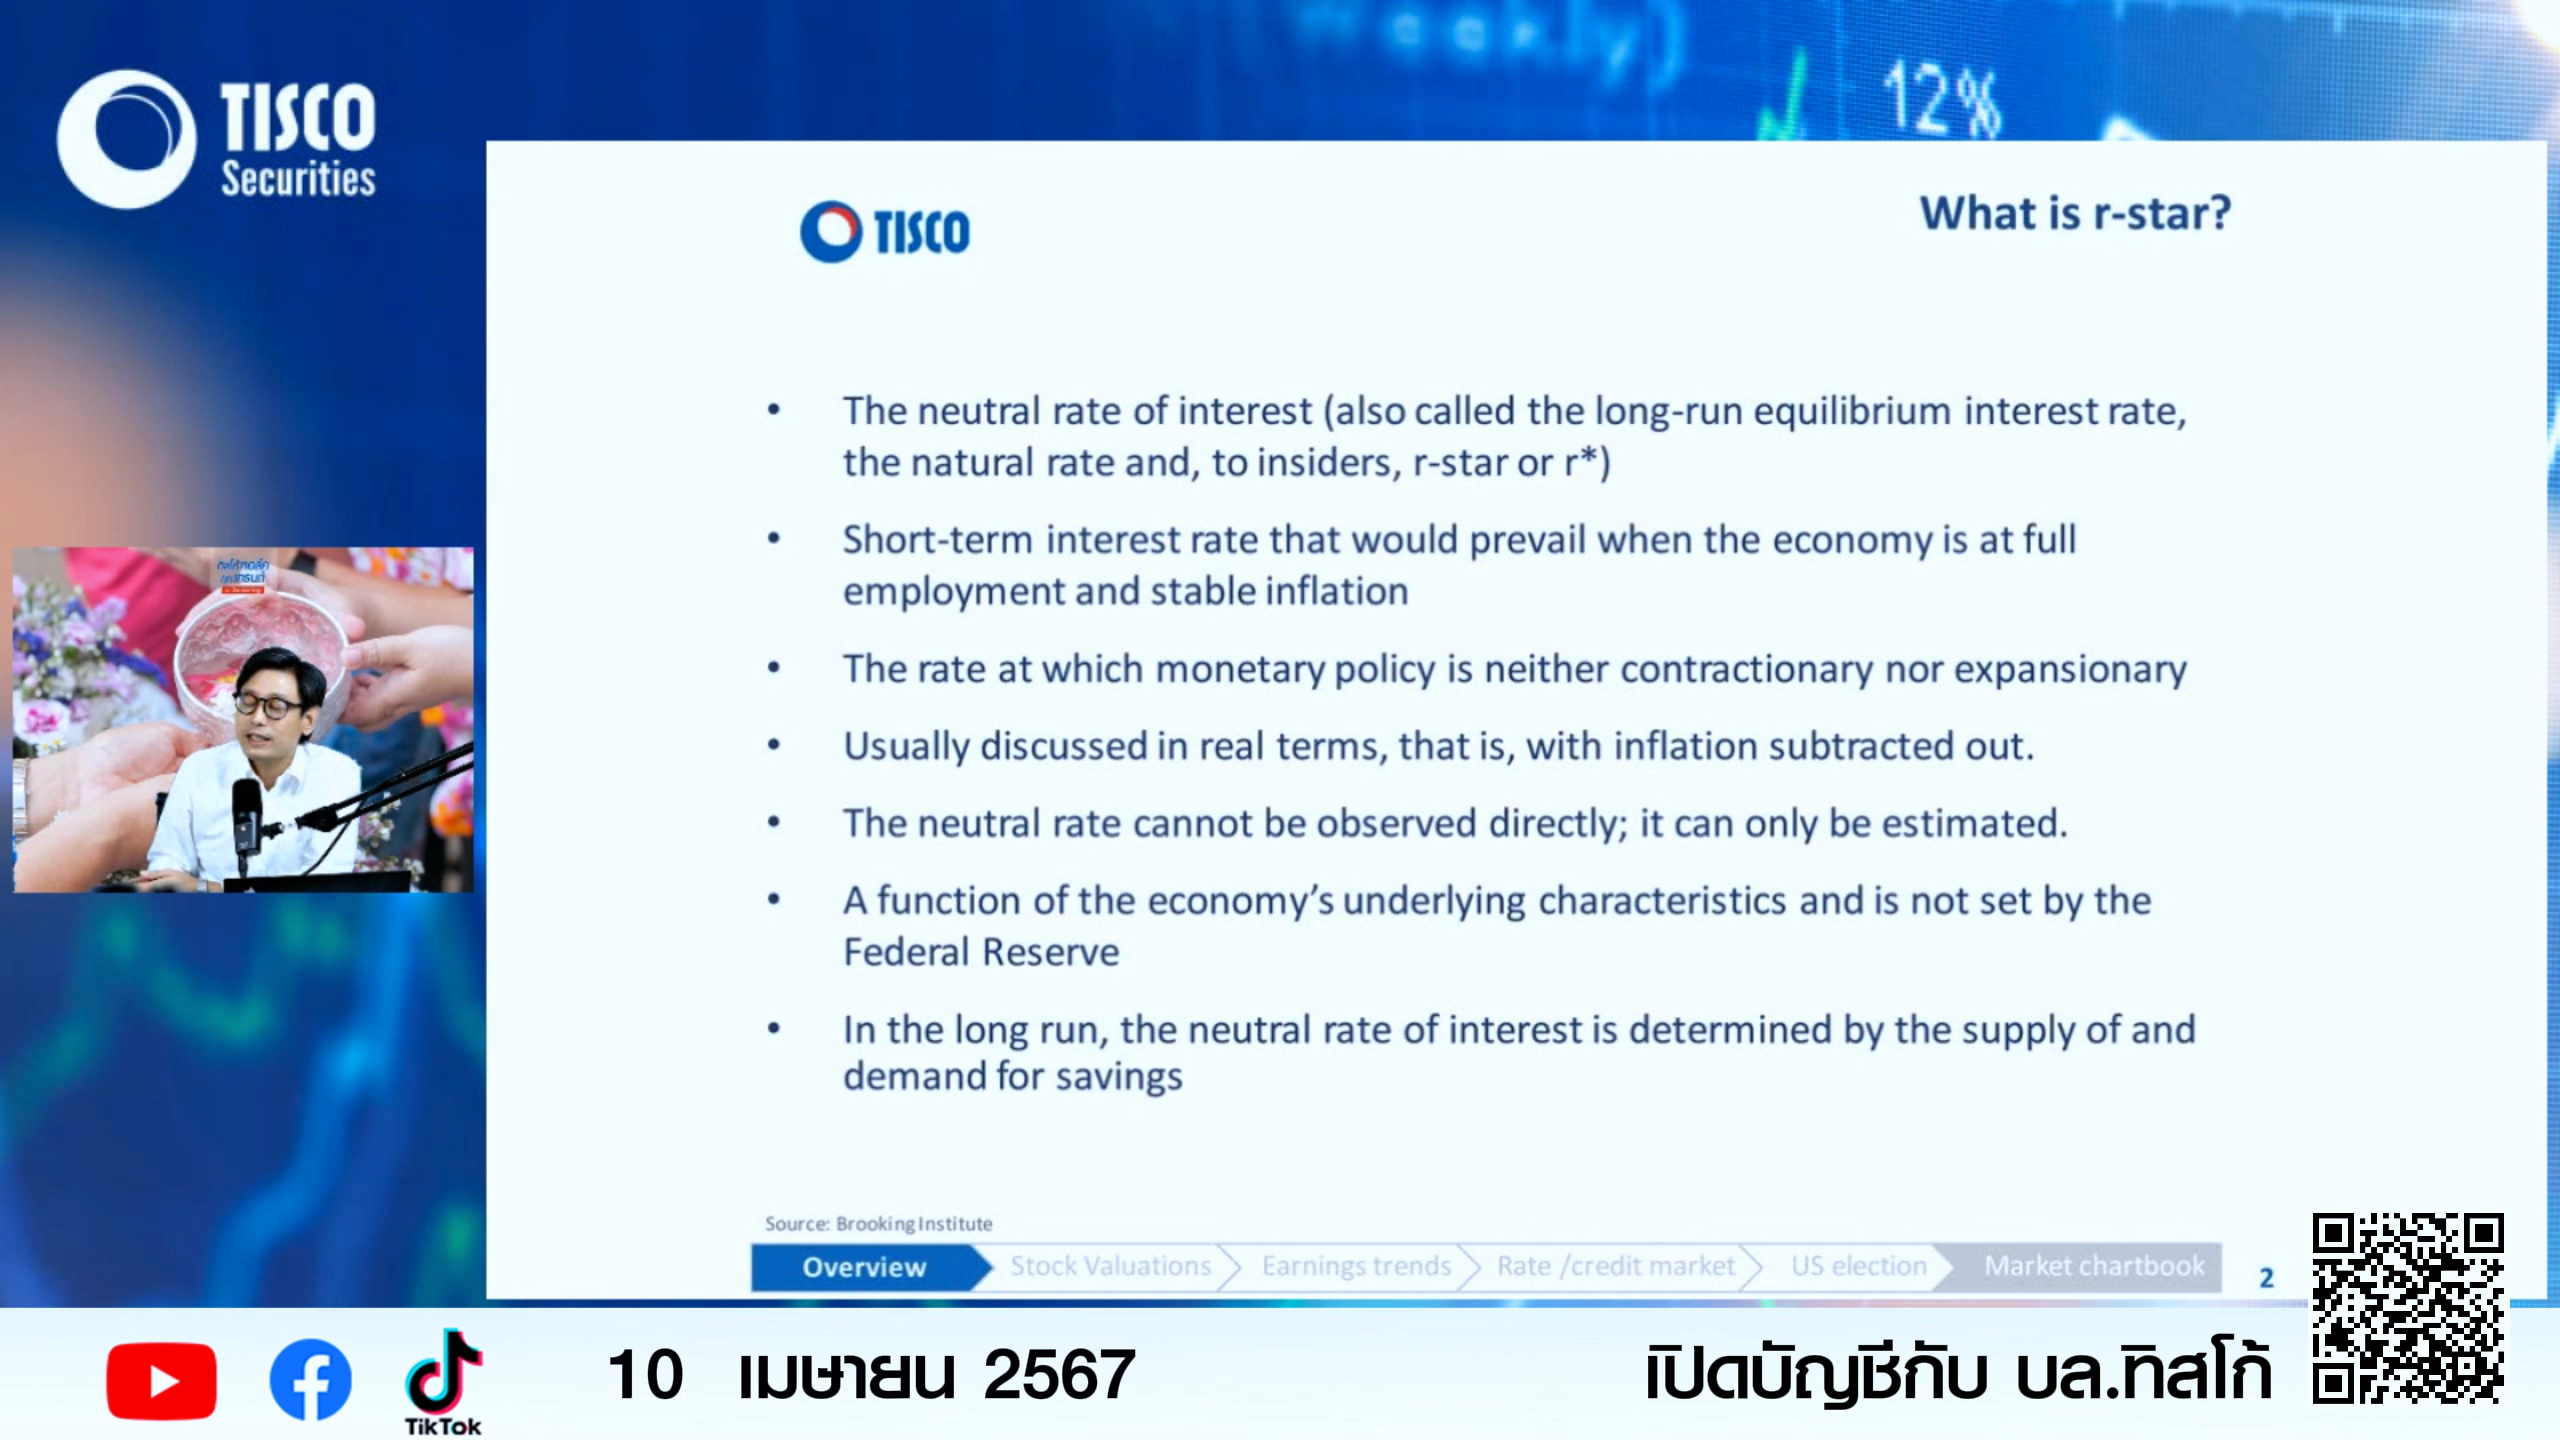 Weekly)
12%
TISCO
Securities
TISCO
What is r-star?
• The neutral rate of interest (also called the long-run equilibrium interest rate,
the natural rate and, to insiders, r-star or r*)
• Short-term interest rate that would prevail when the economy is at full
employment and stable inflation
• The rate at which monetary policy is neither contractionary nor expansionary
• Usually discussed in real terms, that is, with inflation subtracted out.
• The neutral rate cannot be observed directly; it can only be estimated.
• A function of the economy's underlying characteristics and is not set by the
Federal Reserve
• In the long run, the neutral rate of interest is determined by the supply of and
demand for savings
Source: Brooking Institute
Overview Stock Valuations Earnings trends Rate /credit market US election Market chartbook 2
TikTok
10 เมษายน 2567
เปิดบัญชีกับ บล.ทิสโก้